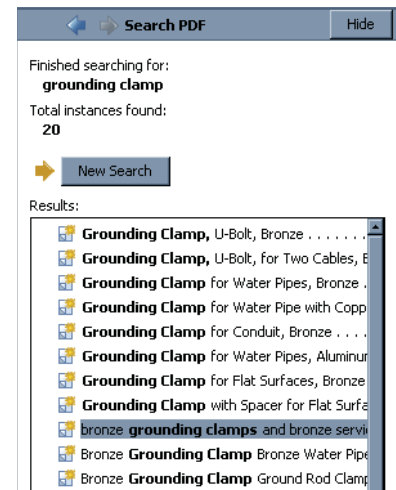 Search PDF
Hide
Finished searching for:
grounding clamp
Total instances found:
20
New Search
Results:
Grounding Clamp, U-Bolt, Bronze . . . . . . .
Grounding Clamp, U-Bolt, for Two Cables,
Grounding Clamp for Water Pipes, Bronze .
Grounding Clamp for Water Pipe with Copp
Grounding Clamp for Conduit, Bronze . . . .
Grounding Clamp for Water Pipes, Aluminur
Grounding Clamp for Flat Surfaces, Bronze
Grounding Clamp with Spacer for Flat Surfa
bronze grounding clamps and bronze servi
Bronze Grounding Clamp Bronze Water Pipe
Bronze Grounding Clamp Ground Rod Clamp